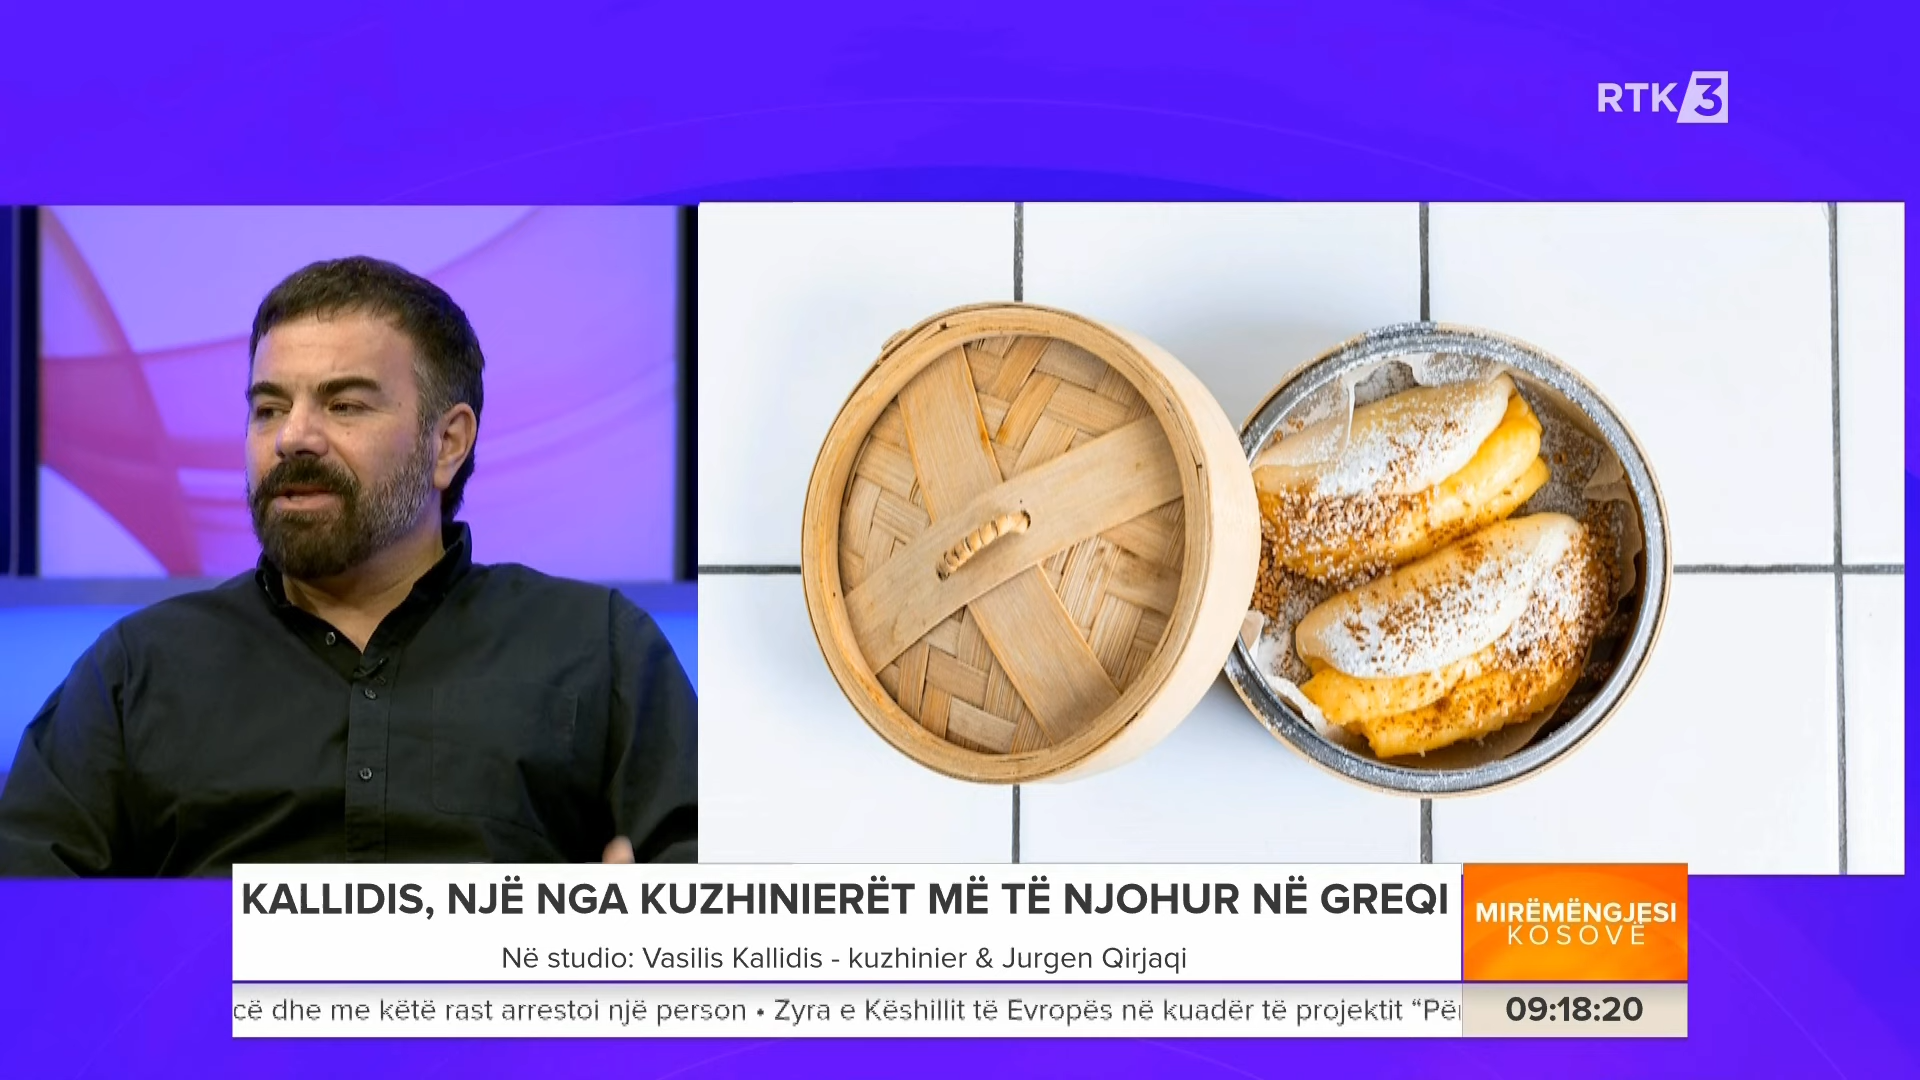 RTK 3
KALLIDIS, NJË NGA KUZHINIERËT MË TË NJOHUR NË GREQI
Në studio: Vasilis Kallidis - kuzhinier & Jurgen Qirjaqi
MIRËMËNGJESI
KOSOVË
cë dhe me këtë rast arrestoi një person • Zyra e Këshillit të Evropës në kuadër të projektit “Për
09:18:20